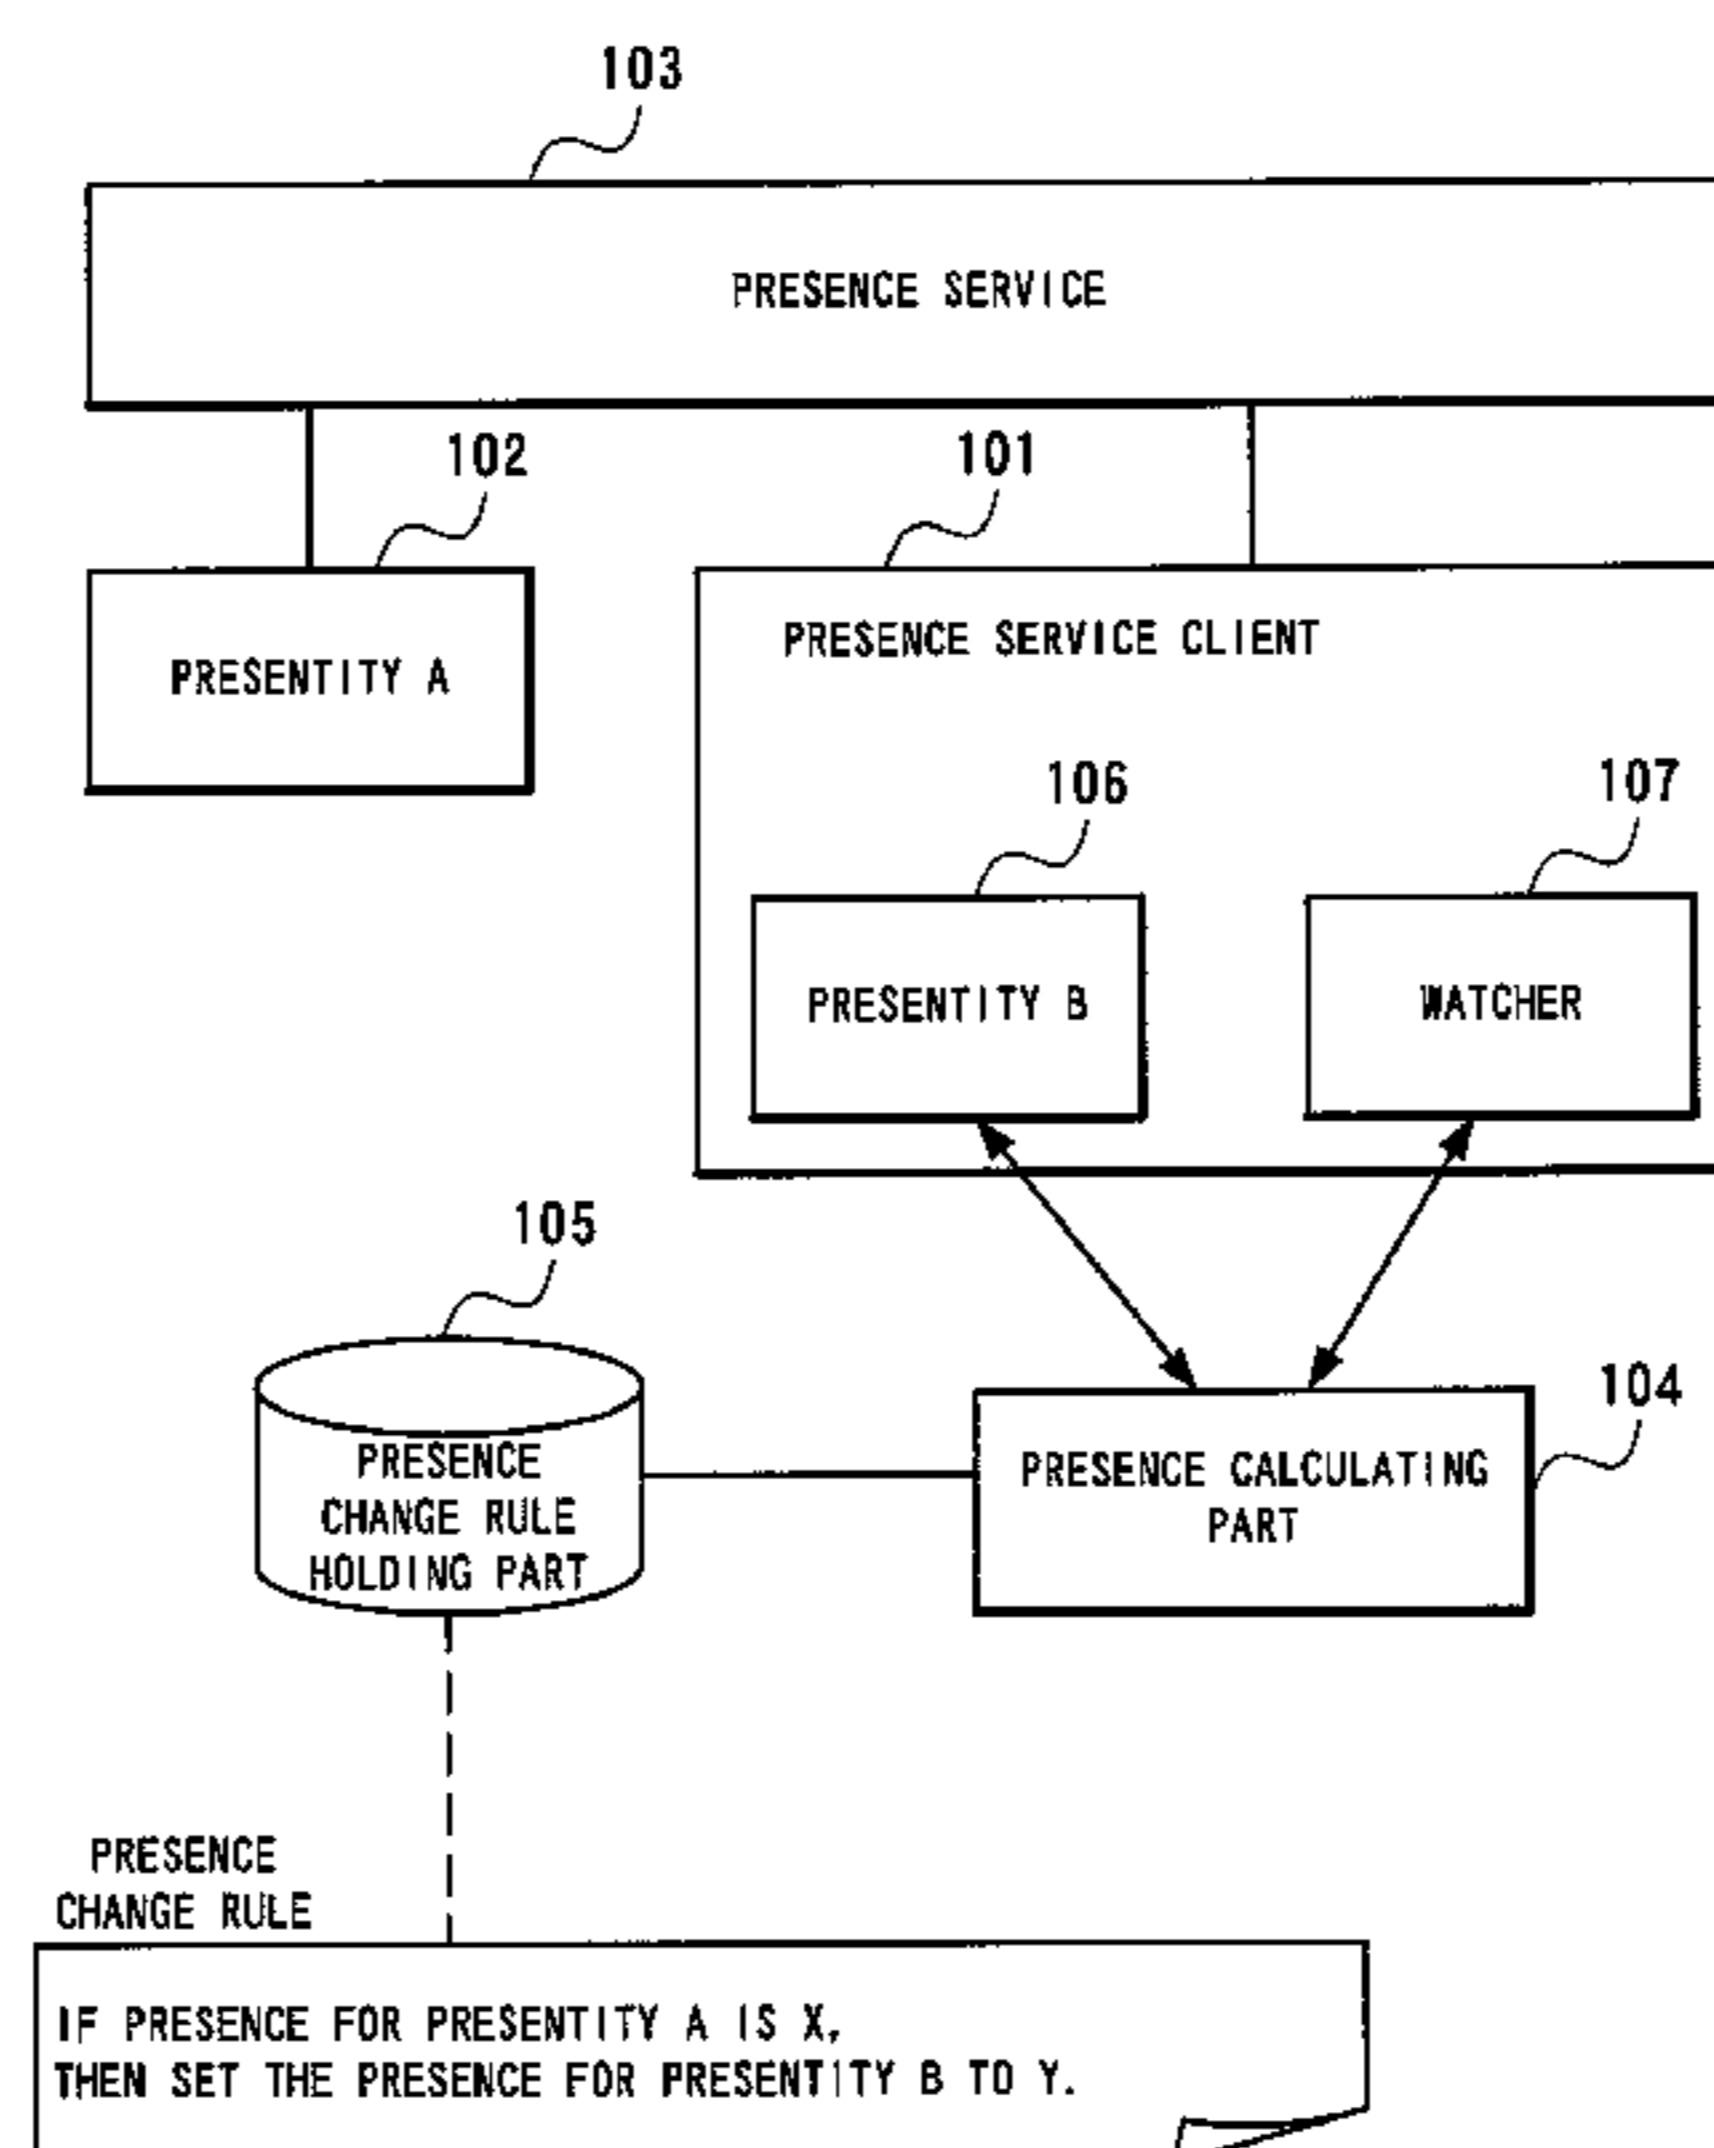 103
PRESENCE SERVICE
102
101
PRESENTITY A
PRESENCE SERVICE CLIENT
106
107
PRESENTITY B
WATCHER
105
104
PRESENCE
CHANGE RULE
HOLDING PART
PRESENCE CALCULATING
PART
PRESENCE
CHANGE RULE
IF PRESENCE FOR PRESENTITY A IS X,
THEN SET THE PRESENCE FOR PRESENTITY B TO Y.